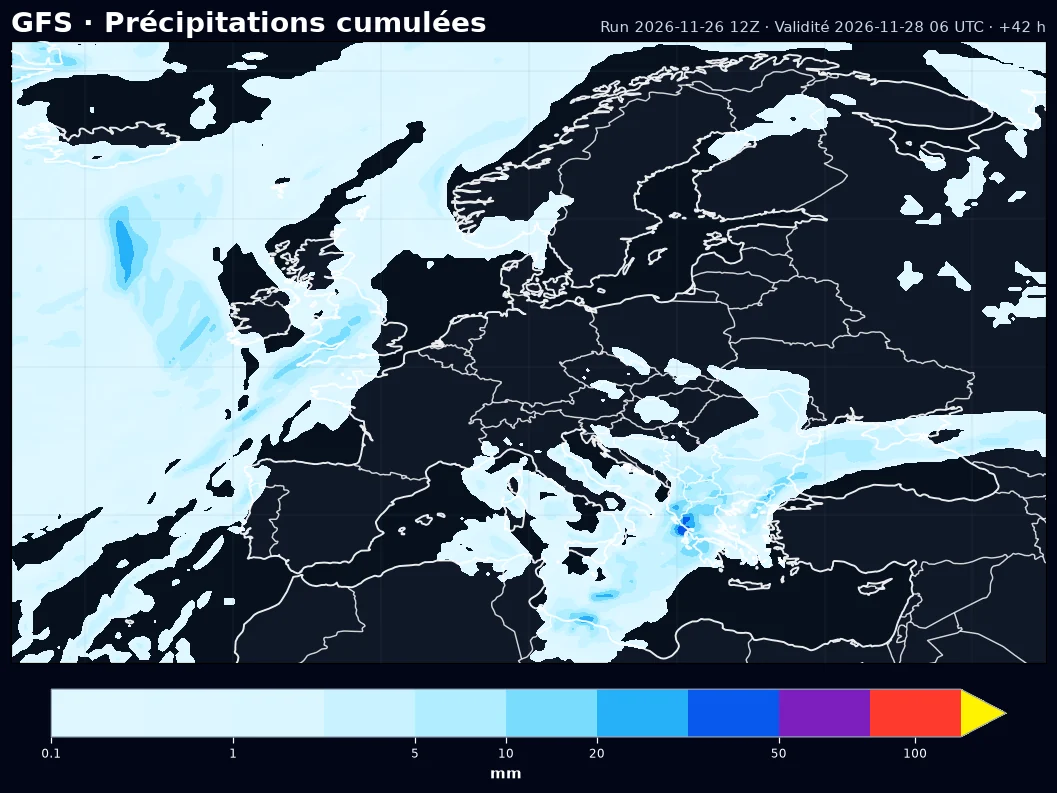 GFS · Précipitations cumulées
Run 2026-11-26 12Z · Validité 2026-11-28 06 UTC · +42 h
0.1 1 5 10 20 50 100
mm